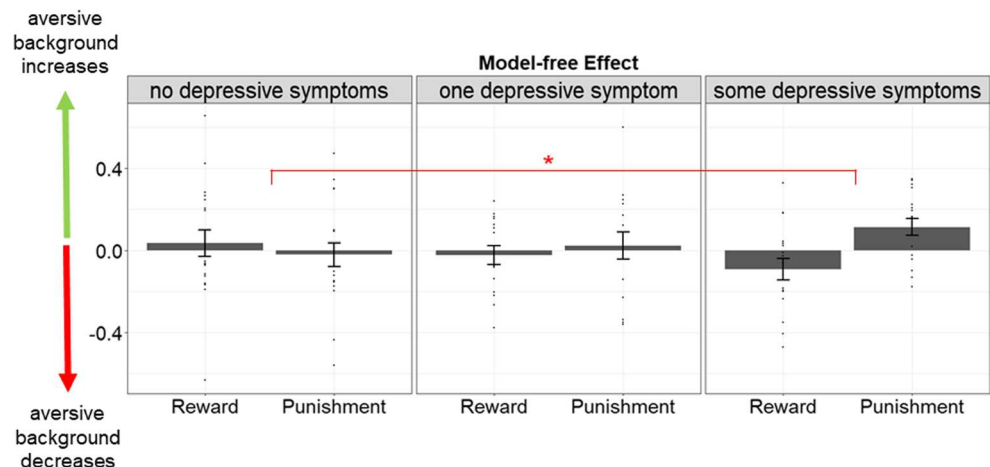 aversive
background
increases
Model-free Effect
no depressive symptoms
one depressive symptom
some depressive symptoms
*
0.4
0.0
-0.4
Reward
Punishment
Reward
Punishment
Reward
Punishment
aversive
background
decreases